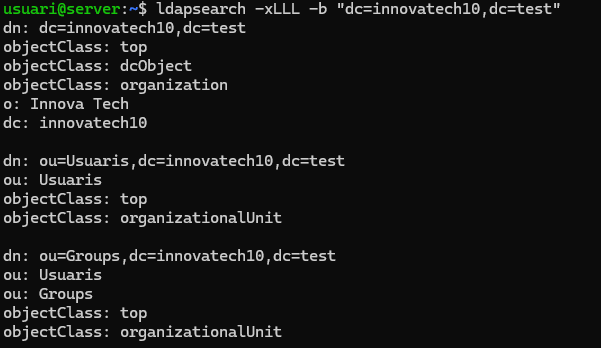 usuari@server:~$ ldapsearch -xLLL -b "dc=innovatech10,dc=test"
dn: dc=innovatech10,dc=test
objectClass: top
objectClass: dcObject
objectClass: organization
o: Innova Tech
dc: innovatech10

dn: ou=Usuaris,dc=innovatech10,dc=test
ou: Usuaris
objectClass: top
objectClass: organizationalUnit

dn: ou=Groups,dc=innovatech10,dc=test
ou: Usuaris
ou: Groups
objectClass: top
objectClass: organizationalUnit